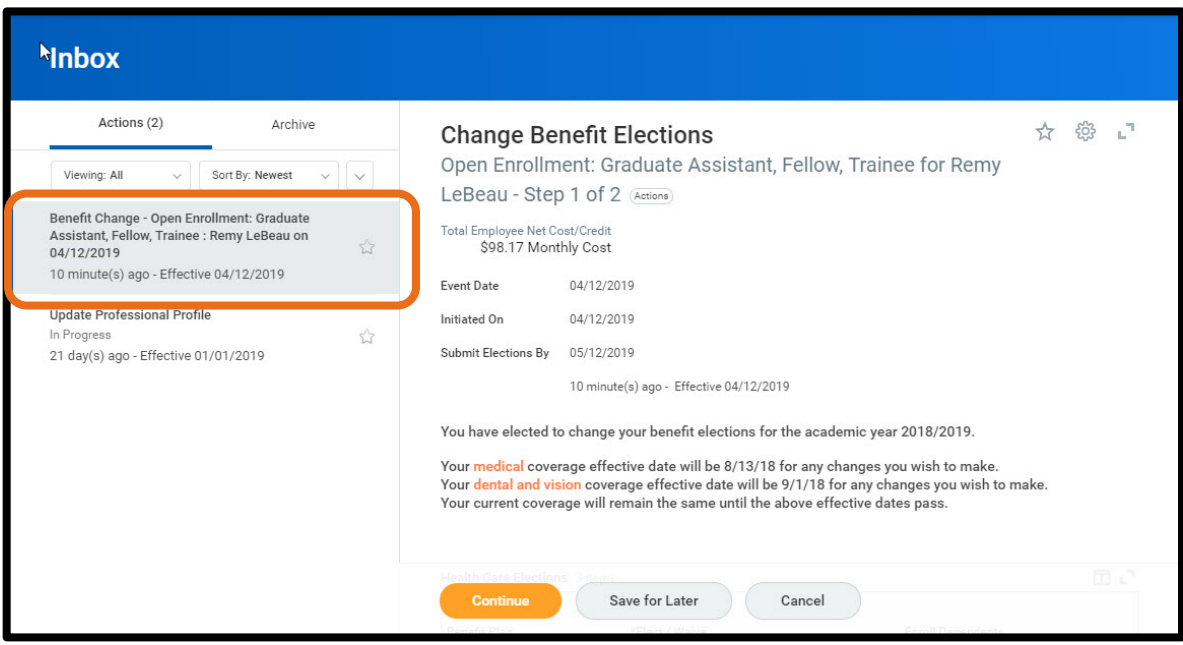 Inbox
Actions (2)
Archive
Viewing: All
Sort By: Newest
Benefit Change - Open Enrollment: Graduate
Assistant, Fellow, Trainee : Remy LeBeau on
04/12/2019
10 minute(s) ago - Effective 04/12/2019
Update Professional Profile
In Progress
21 day(s) ago - Effective 01/01/2019
Change Benefit Elections
Open Enrollment: Graduate Assistant, Fellow, Trainee for Remy
LeBeau - Step 1 of 2 Actions
Total Employee Net Cost/Credit
$98.17 Monthly Cost
Event Date 04/12/2019
Initiated On 04/12/2019
Submit Elections By 05/12/2019
10 minute(s) ago - Effective 04/12/2019
You have elected to change your benefit elections for the academic year 2018/2019.
Your medical coverage effective date will be 8/13/18 for any changes you wish to make.
Your dental and vision coverage effective date will be 9/1/18 for any changes you wish to make.
Your current coverage will remain the same until the above effective dates pass.
Health Care Elections 3 items
Continue
Save for Later
Cancel